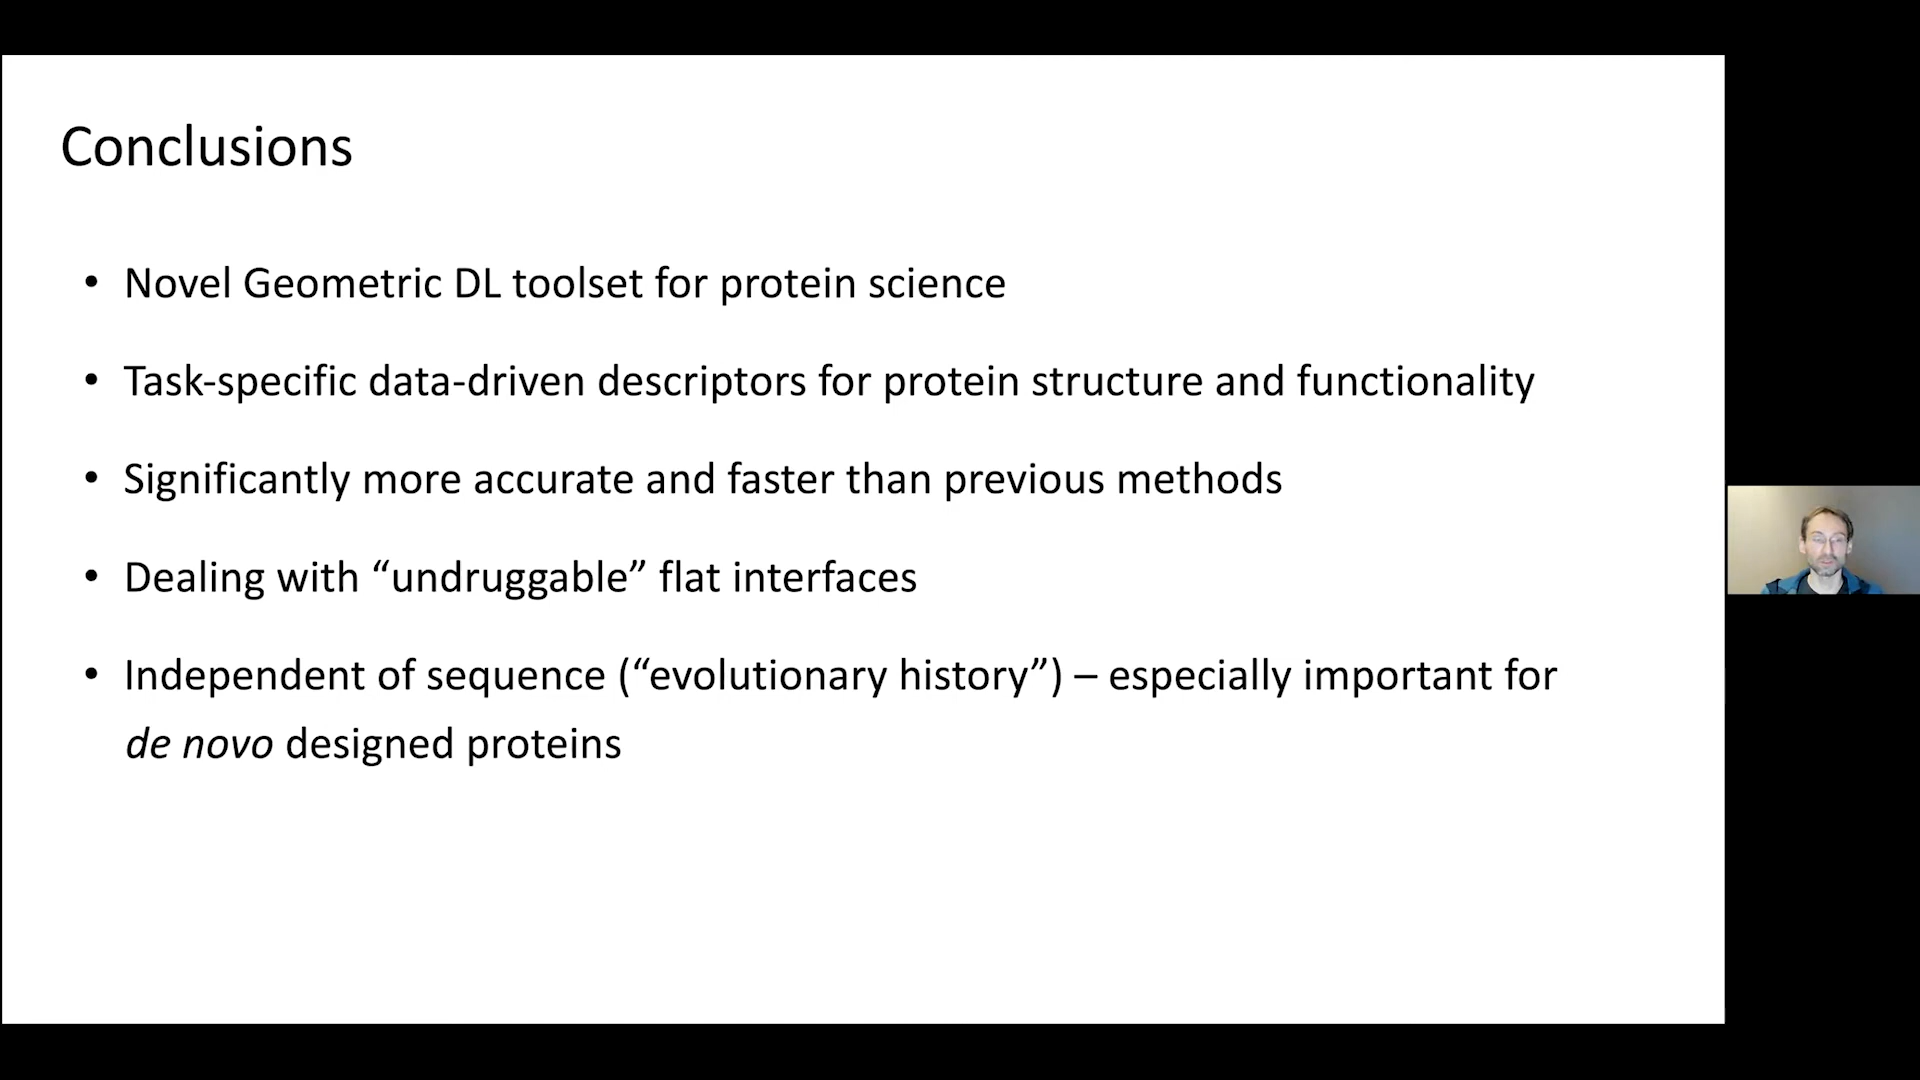 Conclusions
• Novel Geometric DL toolset for protein science
• Task-specific data-driven descriptors for protein structure and functionality
• Significantly more accurate and faster than previous methods
• Dealing with “undruggable” flat interfaces
• Independent of sequence (“evolutionary history”) – especially important for
de novo designed proteins